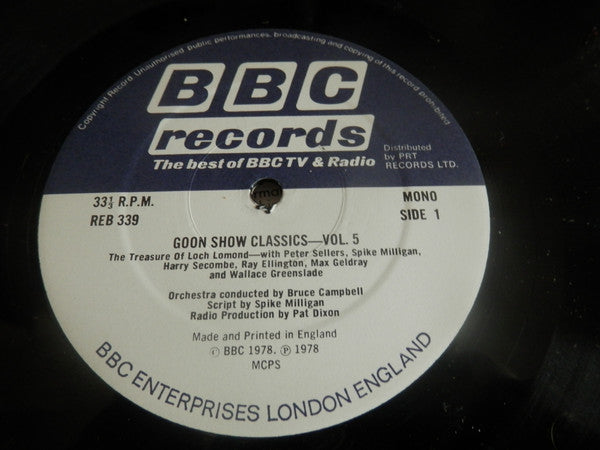 Copyright Record. Unauthorised public performances, broadcasting and copying of this record prohibited
BBC
records
The best of BBC TV & Radio
Distributed
by PRT
RECORDS LTD.
33⅓ R.P.M.
REB 339
MONO
SIDE 1
GOON SHOW CLASSICS—VOL. 5
The Treasure Of Loch Lomond—with Peter Sellers, Spike Milligan,
Harry Secombe, Ray Ellington, Max Geldray
and Wallace Greenslade
Orchestra conducted by Bruce Campbell
Script by Spike Milligan
Radio Production by Pat Dixon
Made and Printed in England
© BBC 1978. ℗ 1978
MCPS
BBC ENTERPRISES LONDON ENGLAND